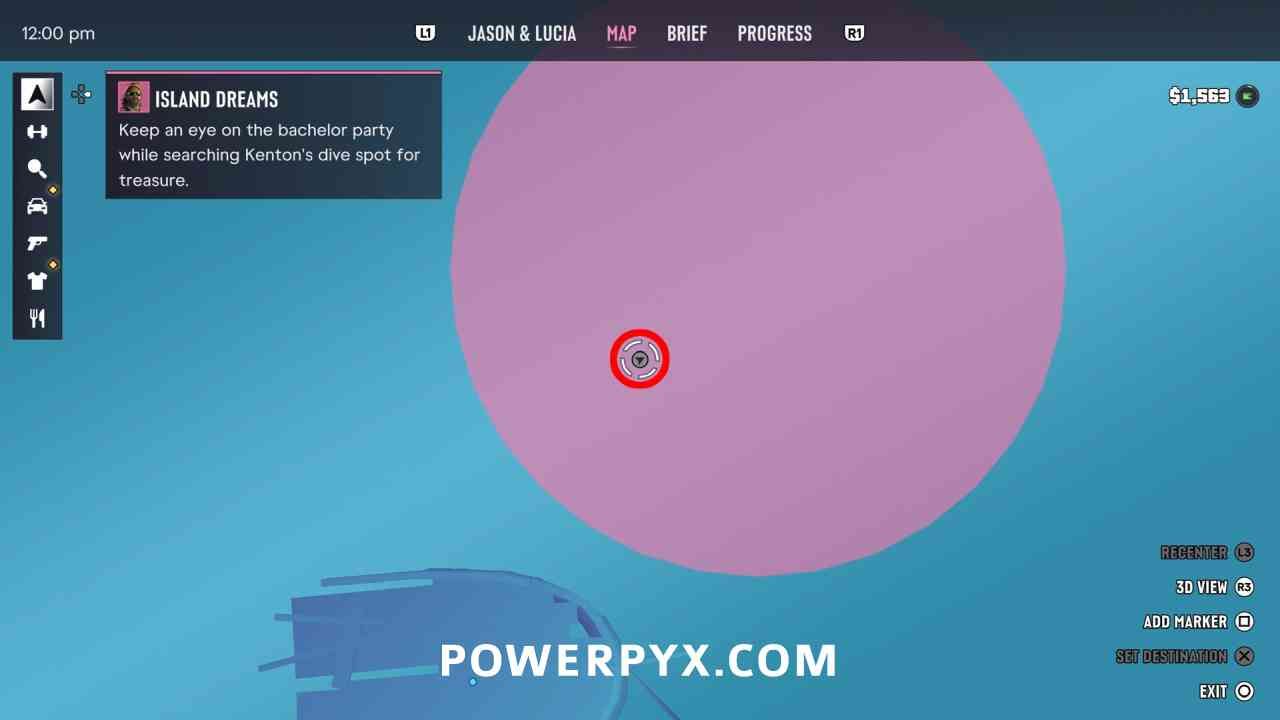 12:00 pm
L1 JASON & LUCIA MAP BRIEF PROGRESS R1
ISLAND DREAMS
Keep an eye on the bachelor party
while searching Kenton's dive spot for
treasure.
$1,563
RECENTER L3
3D VIEW R3
ADD MARKER
SET DESTINATION
EXIT
POWERPYX.COM